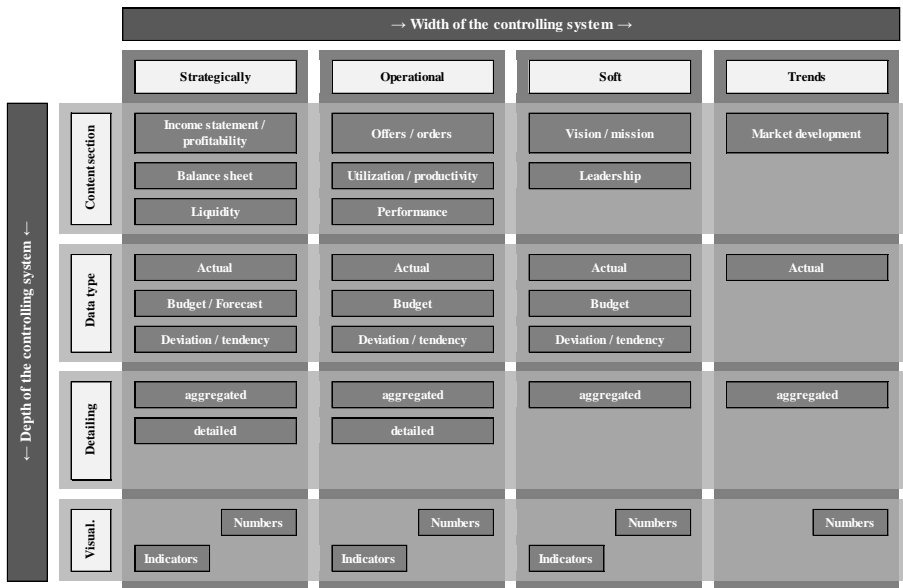 → Width of the controlling system →
Strategically
Operational
Soft
Trends
← Depth of the controlling system ←
Content section
Income statement /
profitability
Offers / orders
Vision / mission
Market development
Balance sheet
Utilization / productivity
Leadership
Liquidity
Performance
Data type
Actual
Actual
Actual
Actual
Budget / Forecast
Budget
Budget
Deviation / tendency
Deviation / tendency
Deviation / tendency
Detailing
aggregated
aggregated
aggregated
aggregated
detailed
detailed
Visual.
Numbers
Numbers
Numbers
Numbers
Indicators
Indicators
Indicators